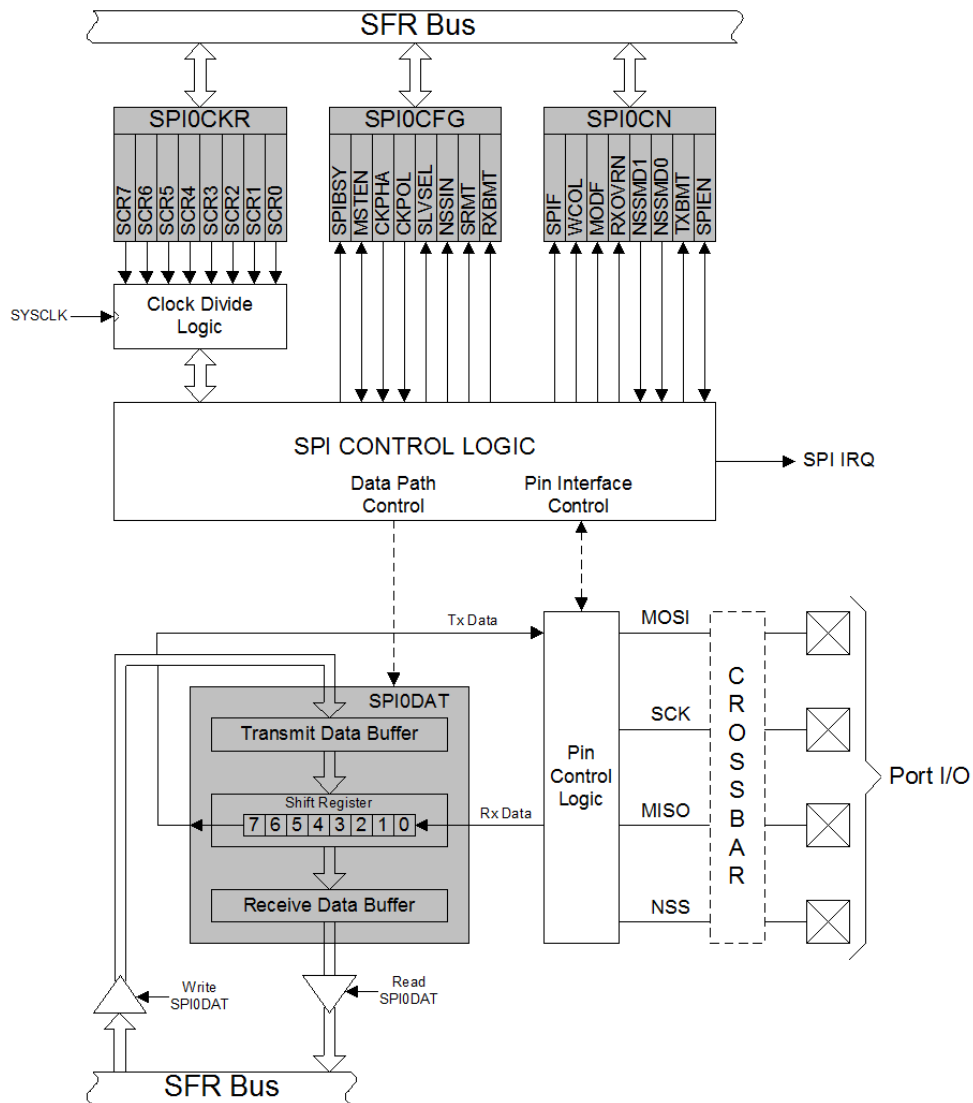 SFR Bus
SPI0CKR
SPI0CFG
SPI0CN
SCR7
SCR6
SCR5
SCR4
SCR3
SCR2
SCR1
SCR0
SPIBSY
MSTEN
CKPHA
CKPOL
SLVSEL
NSSIN
SRMT
RXBMT
SPIF
WCOL
MODF
RXOVRN
NSSMD1
NSSMD0
TXBMT
SPIEN
SYSCLK
Clock Divide
Logic
SPI CONTROL LOGIC
Data Path
Control
Pin Interface
Control
SPI IRQ
Tx Data
MOSI
SPI0DAT
Transmit Data Buffer
SCK
Shift Register
7 6 5 4 3 2 1 0
Rx Data
Pin
Control
Logic
MISO
CROSSBAR
Port I/O
Receive Data Buffer
NSS
Write
SPI0DAT
Read
SPI0DAT
SFR Bus